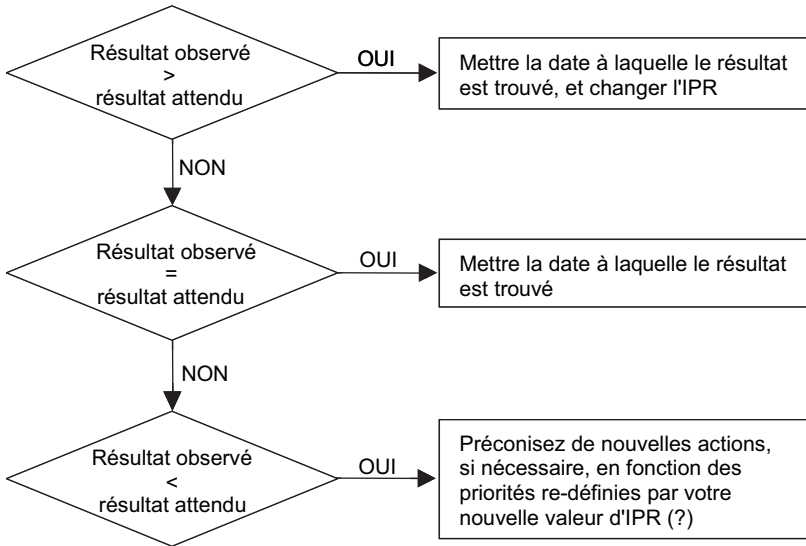 Résultat observé
>
résultat attendu
OUI
Mettre la date à laquelle le résultat
est trouvé, et changer l'IPR
NON
Résultat observé
=
résultat attendu
OUI
Mettre la date à laquelle le résultat
est trouvé
NON
Résultat observé
<
résultat attendu
OUI
Préconisez de nouvelles actions,
si nécessaire, en fonction des
priorités re-définies par votre
nouvelle valeur d'IPR (?)